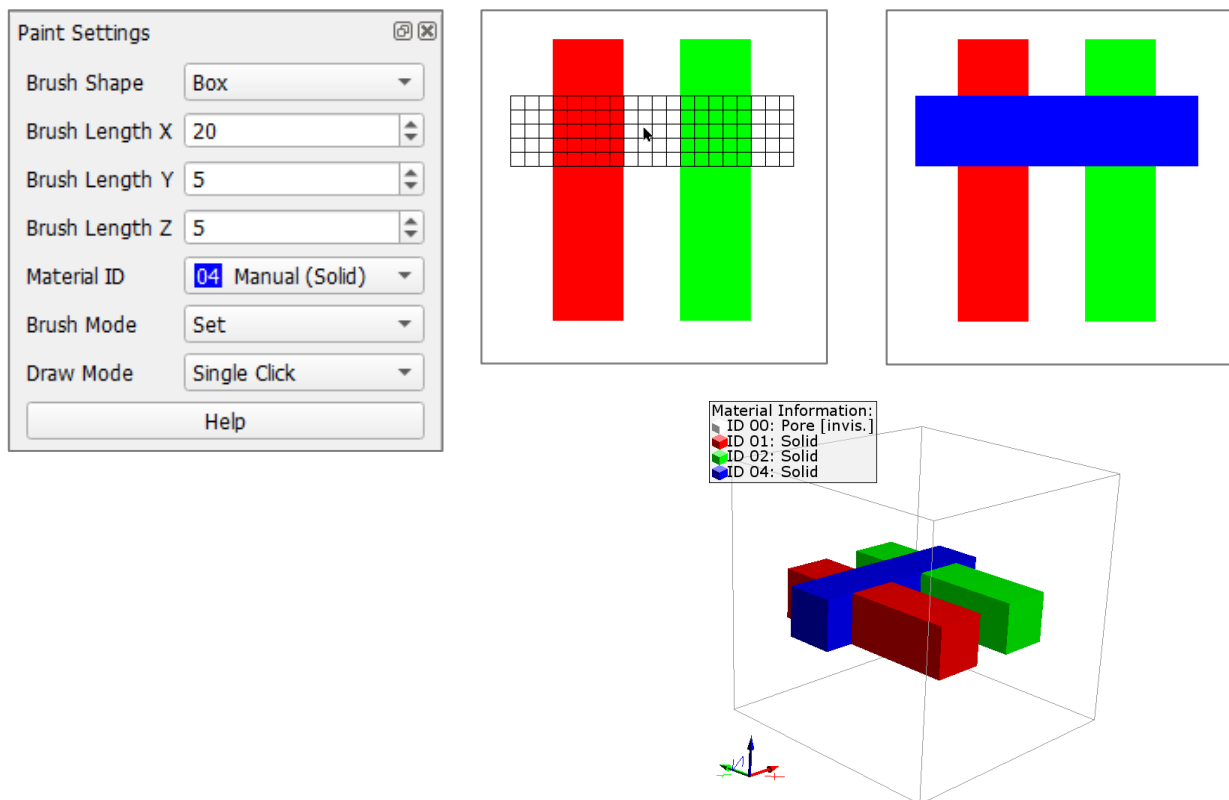 Paint Settings
Brush Shape Box
Brush Length X 20
Brush Length Y 5
Brush Length Z 5
Material ID 04 Manual (Solid)
Brush Mode Set
Draw Mode Single Click
Help
Material Information:
ID 00: Pore [invis.]
ID 01: Solid
ID 02: Solid
ID 04: Solid